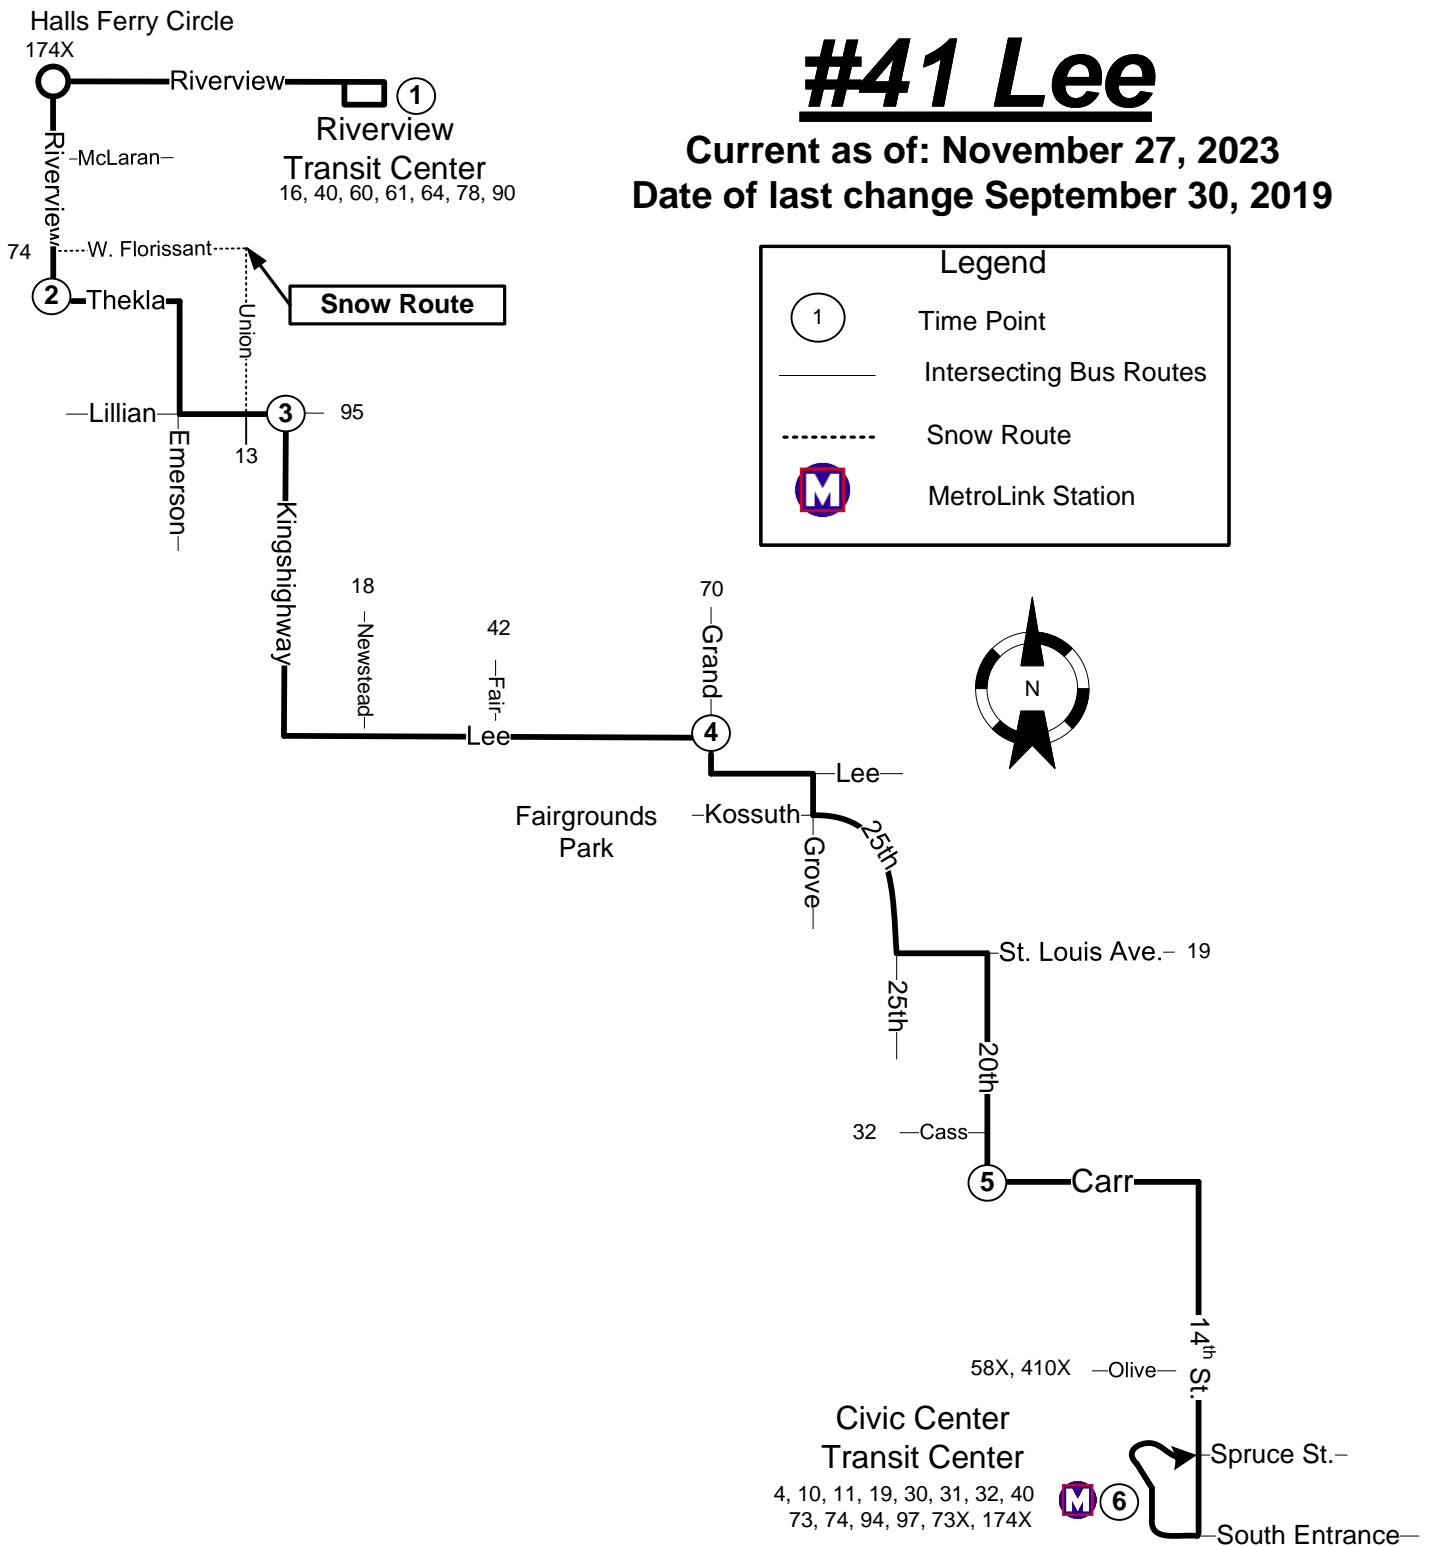 Halls Ferry Circle
174X
#41 Lee
Current as of: November 27, 2023
Date of last change September 30, 2019
Riverview
1
Riverview
Transit Center
16, 40, 60, 61, 64, 78, 90
Riverview
McLaran
74
W. Florissant
2
Thekla
Snow Route
Union
Lillian
3
95
13
Emerson
Kingshighway
Legend
1
Time Point
Intersecting Bus Routes
Snow Route
M
MetroLink Station
N
18
Newstead
42
Fair
70
Grand
Lee
4
Lee
Fairgrounds
Park
Kossuth
25th
Grove
St. Louis Ave.
19
25th
20th
32
Cass
5
Carr
14th St.
58X, 410X
Olive
Civic Center
Transit Center
4, 10, 11, 19, 30, 31, 32, 40
73, 74, 94, 97, 73X, 174X
M
6
Spruce St.
South Entrance